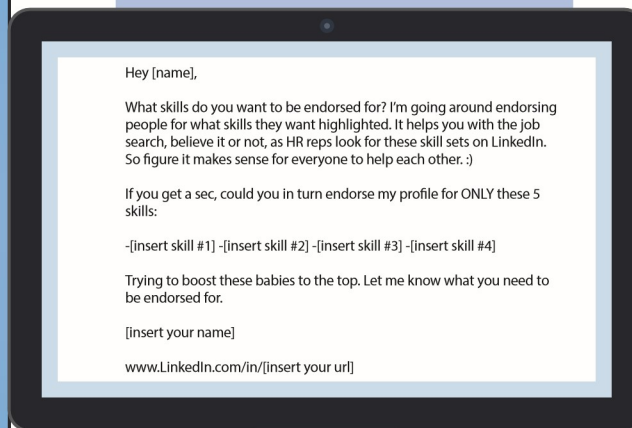 Hey [name],
What skills do you want to be endorsed for? I'm going around endorsing
people for what skills they want highlighted. It helps you with the job
search, believe it or not, as HR reps look for these skill sets on LinkedIn.
So figure it makes sense for everyone to help each other. :)
If you get a sec, could you in turn endorse my profile for ONLY these 5
skills:
-[insert skill #1] -[insert skill #2] -[insert skill #3] -[insert skill #4]
Trying to boost these babies to the top. Let me know what you need to
be endorsed for.
[insert your name]
www.LinkedIn.com/in/[insert your url]